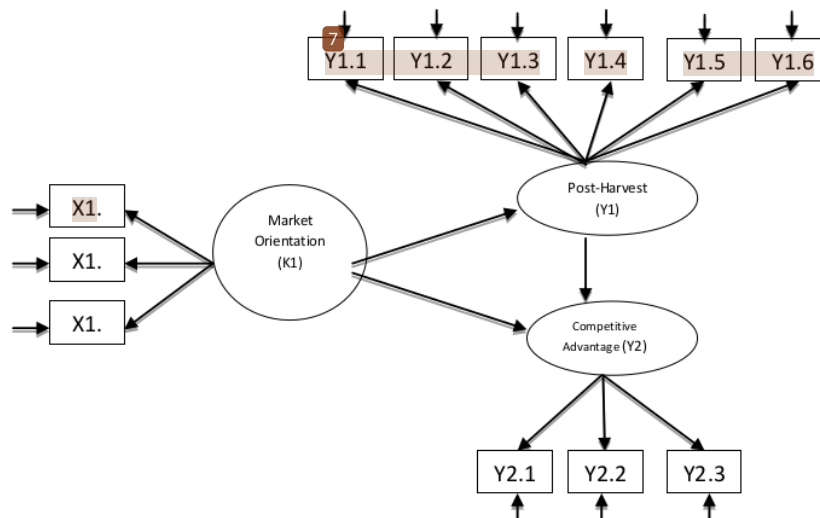 7
Y1.1 Y1.2 Y1.3 Y1.4 Y1.5 Y1.6
Post-Harvest
(Y1)
X1.
X1.
X1.
Market
Orientation
(K1)
Competitive
Advantage (Y2)
Y2.1 Y2.2 Y2.3